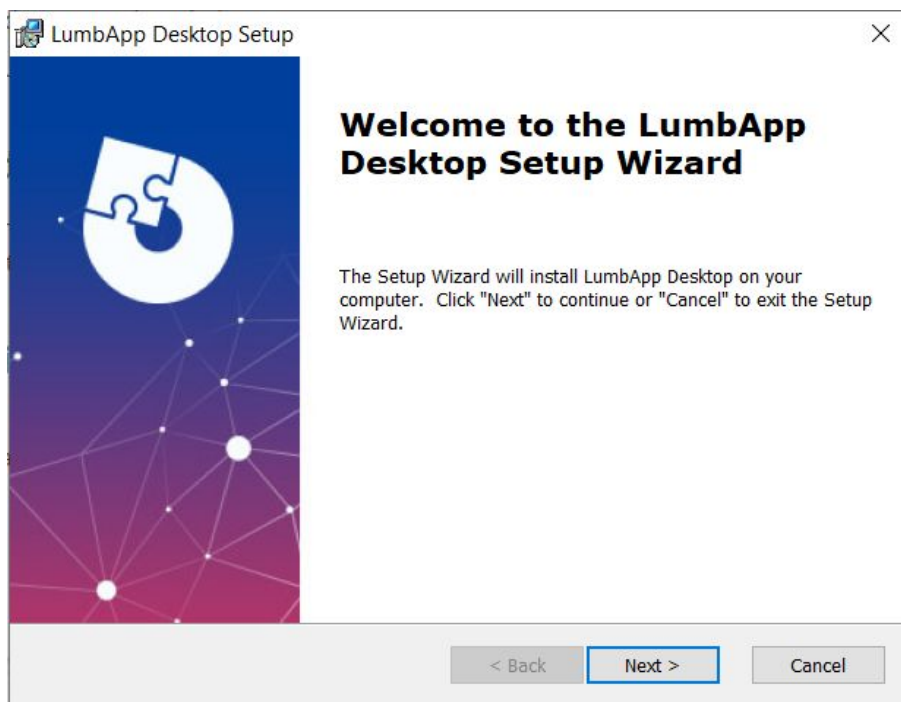 LumbApp Desktop Setup
Welcome to the LumbApp
Desktop Setup Wizard
The Setup Wizard will install LumbApp Desktop on your
computer.  Click "Next" to continue or "Cancel" to exit the Setup
Wizard.
< Back
Next >
Cancel